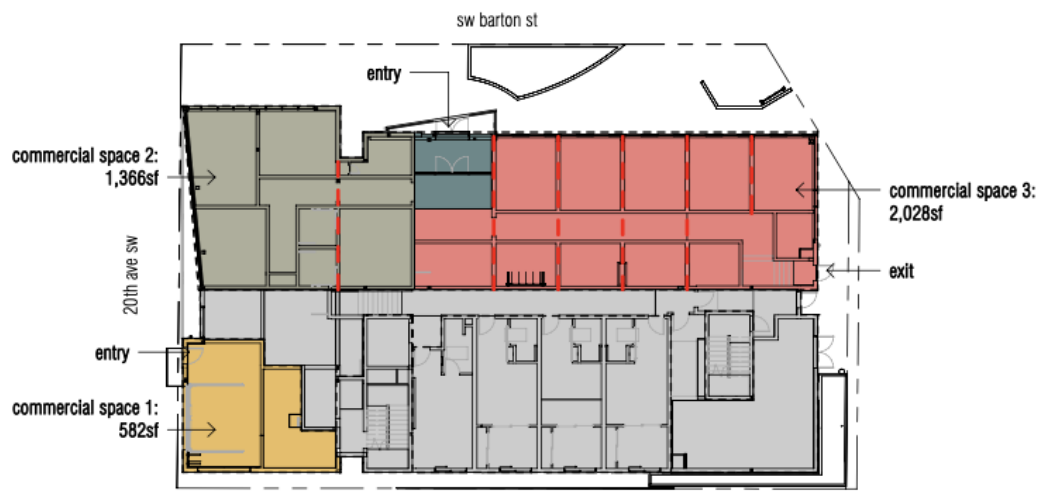 sw barton st
entry
commercial space 2:
1,366sf
commercial space 3:
2,028sf
exit
20th ave sw
entry
commercial space 1:
582sf